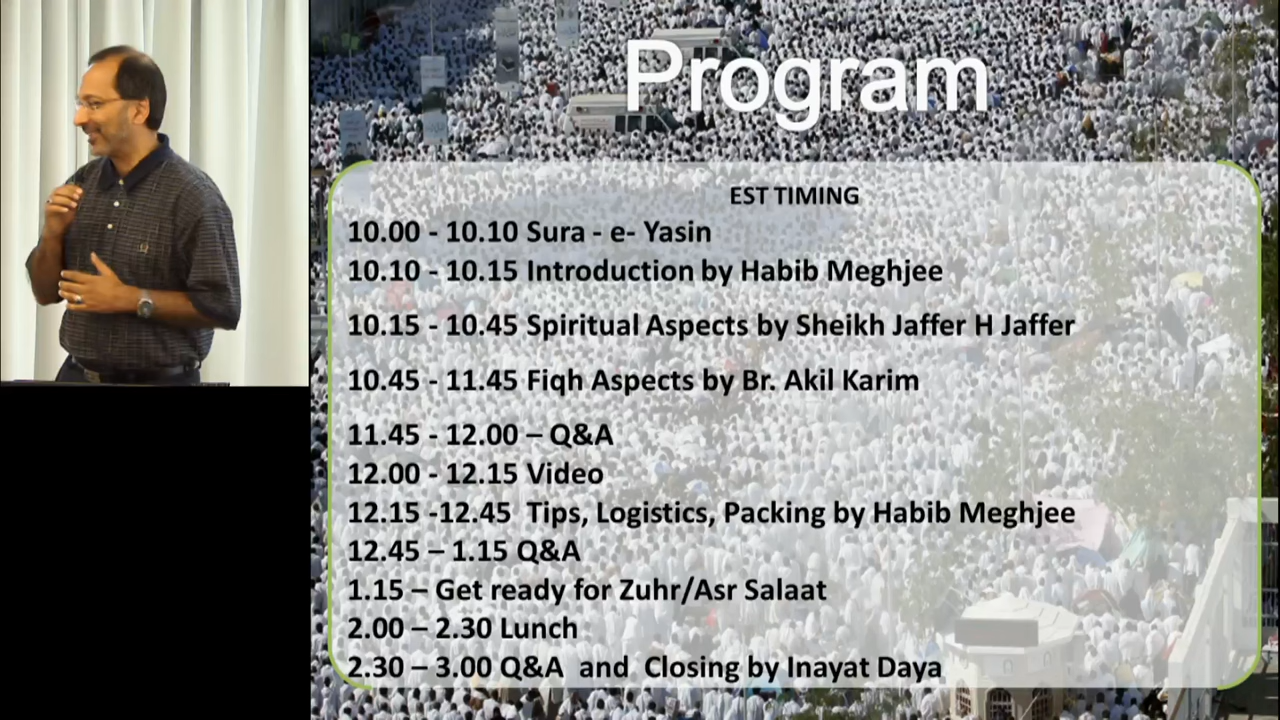 Program
EST TIMING
10.00 - 10.10 Sura - e- Yasin
10.10 - 10.15 Introduction by Habib Meghjee
10.15 - 10.45 Spiritual Aspects by Sheikh Jaffer H Jaffer
10.45 - 11.45 Fiqh Aspects by Br. Akil Karim
11.45 - 12.00 – Q&A
12.00 - 12.15 Video
12.15 -12.45 Tips, Logistics, Packing by Habib Meghjee
12.45 – 1.15 Q&A
1.15 – Get ready for Zuhr/Asr Salaat
2.00 – 2.30 Lunch
2.30 – 3.00 Q&A and Closing by Inayat Daya